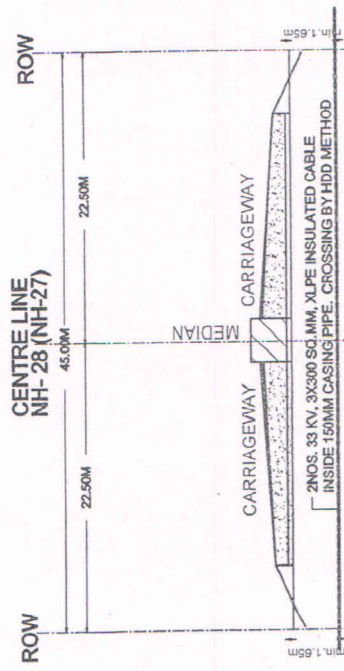 CENTRE LINE
NH- 28 (NH-27)
ROW
ROW
45.00M
22.50M
22.50M
MEDIAN
CARRIAGEWAY
CARRIAGEWAY
min.1.65m
min.1.65m
2NOS. 33 KV, 3X300 SQ.MM, XLPE INSULATED CABLE
INSIDE 150MM CASING PIPE, CROSSING BY HDD METHOD